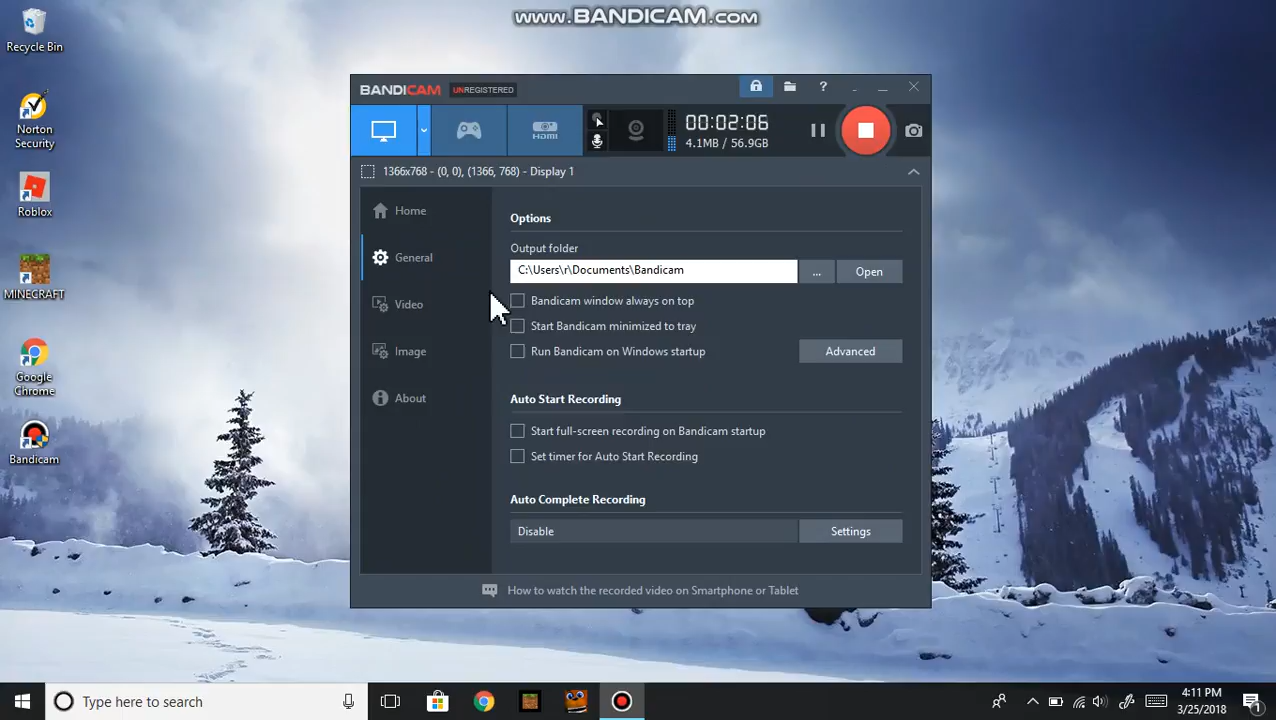 www.BANDICAM.com
Recycle Bin
Norton
Security
Roblox
MINECRAFT
Google
Chrome
Bandicam
BANDICAM UNREGISTERED
?
HDMI
00:02:06
4.1MB / 56.9GB
1366x768 - (0, 0), (1366, 768) - Display 1
Home
General
Video
Image
About
Options
Output folder
C:\Users\r\Documents\Bandicam
...
Open
Bandicam window always on top
Start Bandicam minimized to tray
Run Bandicam on Windows startup
Advanced
Auto Start Recording
Start full-screen recording on Bandicam startup
Set timer for Auto Start Recording
Auto Complete Recording
Disable
Settings
How to watch the recorded video on Smartphone or Tablet
Type here to search
4:11 PM
3/25/2018
1